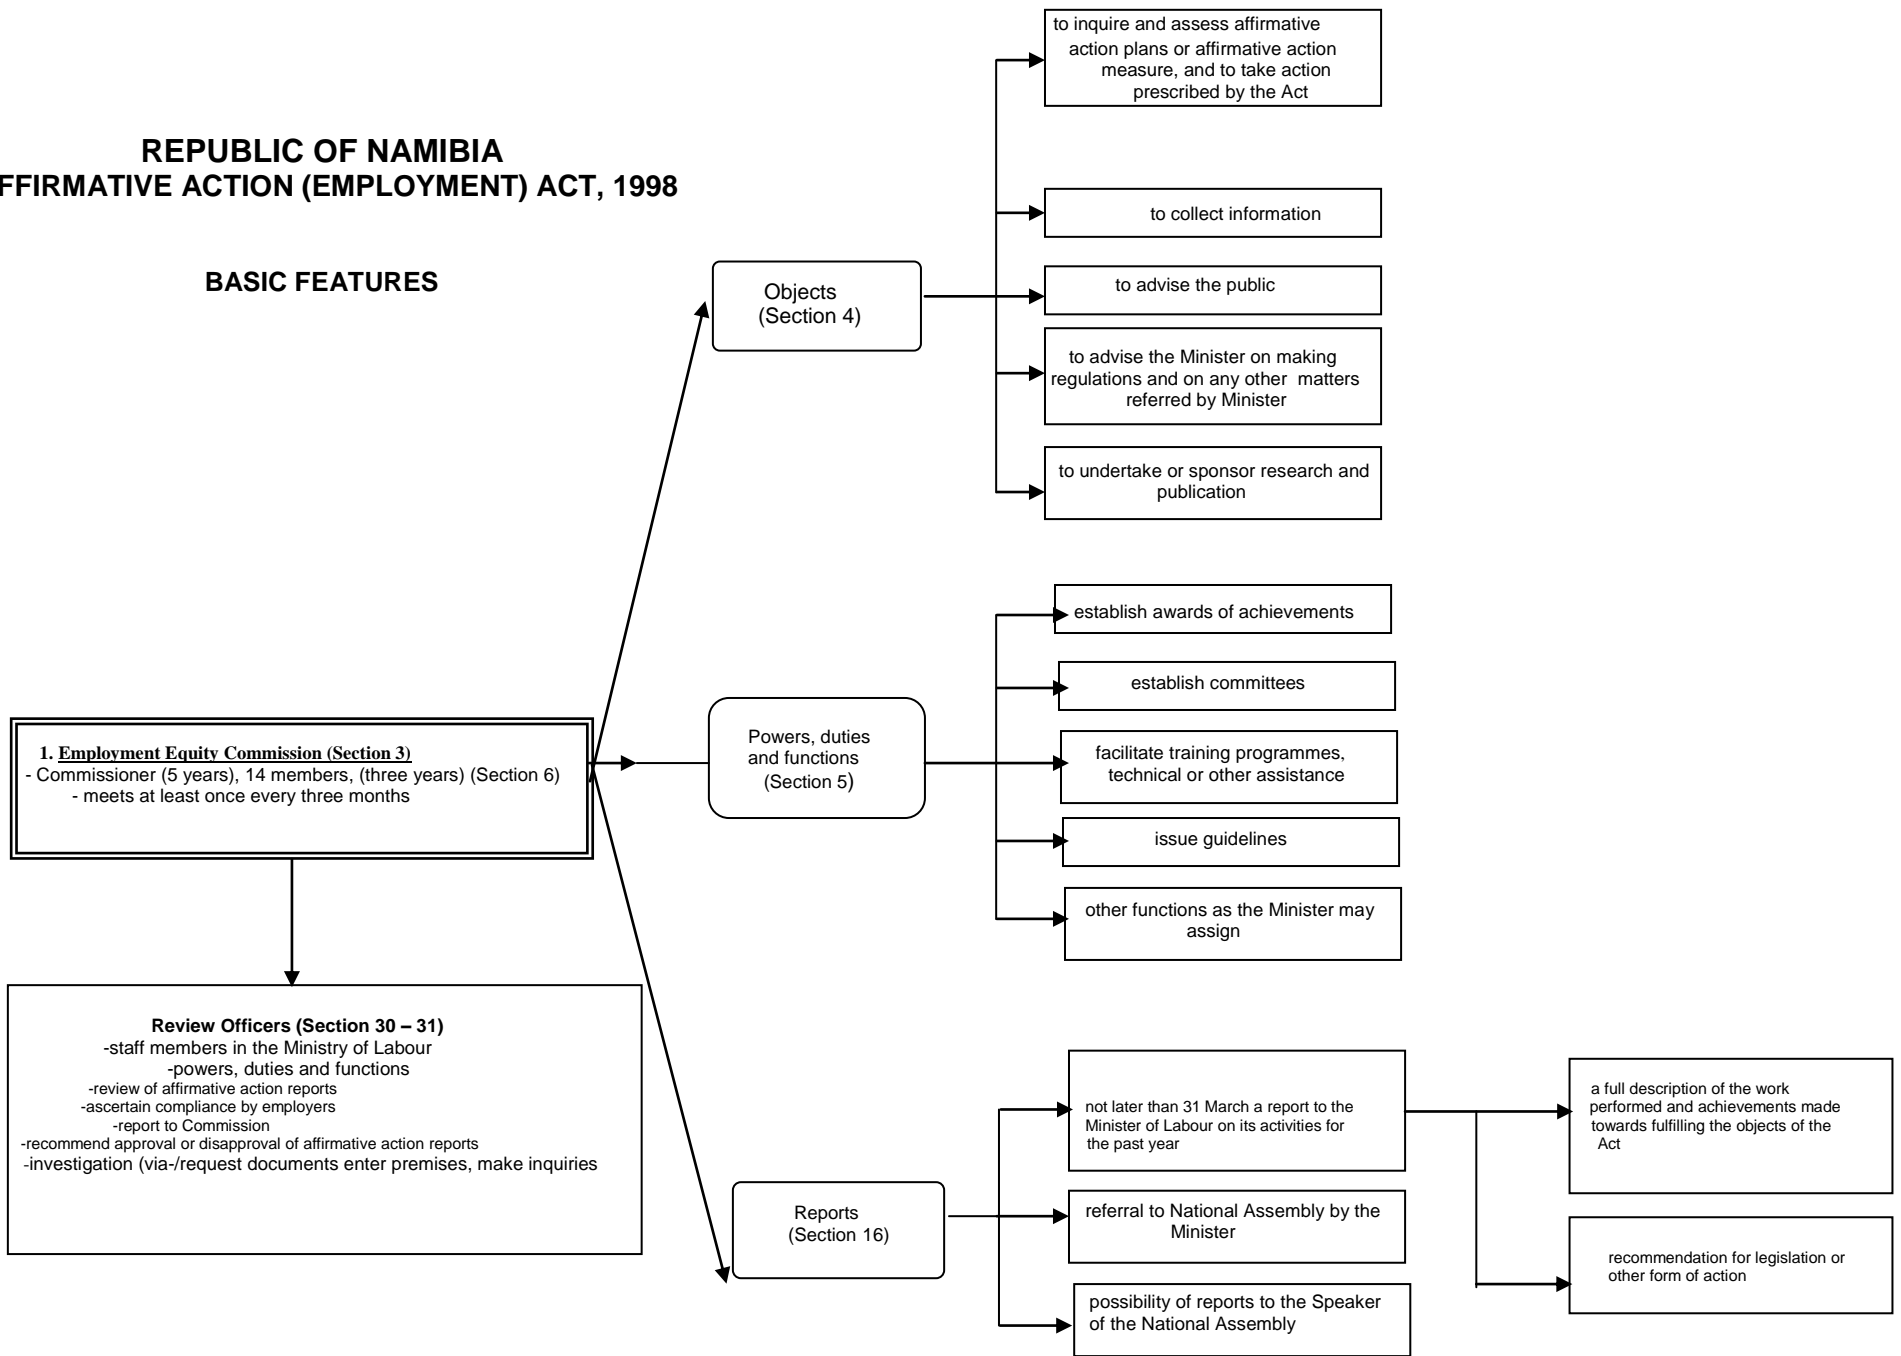 REPUBLIC OF NAMIBIA
FFIRMATIVE ACTION (EMPLOYMENT) ACT, 1998
BASIC FEATURES
1. Employment Equity Commission (Section 3)
- Commissioner (5 years), 14 members, (three years) (Section 6)
- meets at least once every three months
Review Officers (Section 30 – 31)
-staff members in the Ministry of Labour
-powers, duties and functions
-review of affirmative action reports
-ascertain compliance by employers
-report to Commission
-recommend approval or disapproval of affirmative action reports
-investigation (via-/request documents enter premises, make inquiries
Objects
(Section 4)
to inquire and assess affirmative
action plans or affirmative action
measure, and to take action
prescribed by the Act
to collect information
to advise the public
to advise the Minister on making
regulations and on any other matters
referred by Minister
to undertake or sponsor research and
publication
Powers, duties
and functions
(Section 5)
establish awards of achievements
establish committees
facilitate training programmes,
technical or other assistance
issue guidelines
other functions as the Minister may
assign
Reports
(Section 16)
not later than 31 March a report to the
Minister of Labour on its activities for
the past year
referral to National Assembly by the
Minister
possibility of reports to the Speaker
of the National Assembly
a full description of the work
performed and achievements made
towards fulfilling the objects of the
Act
recommendation for legislation or
other form of action